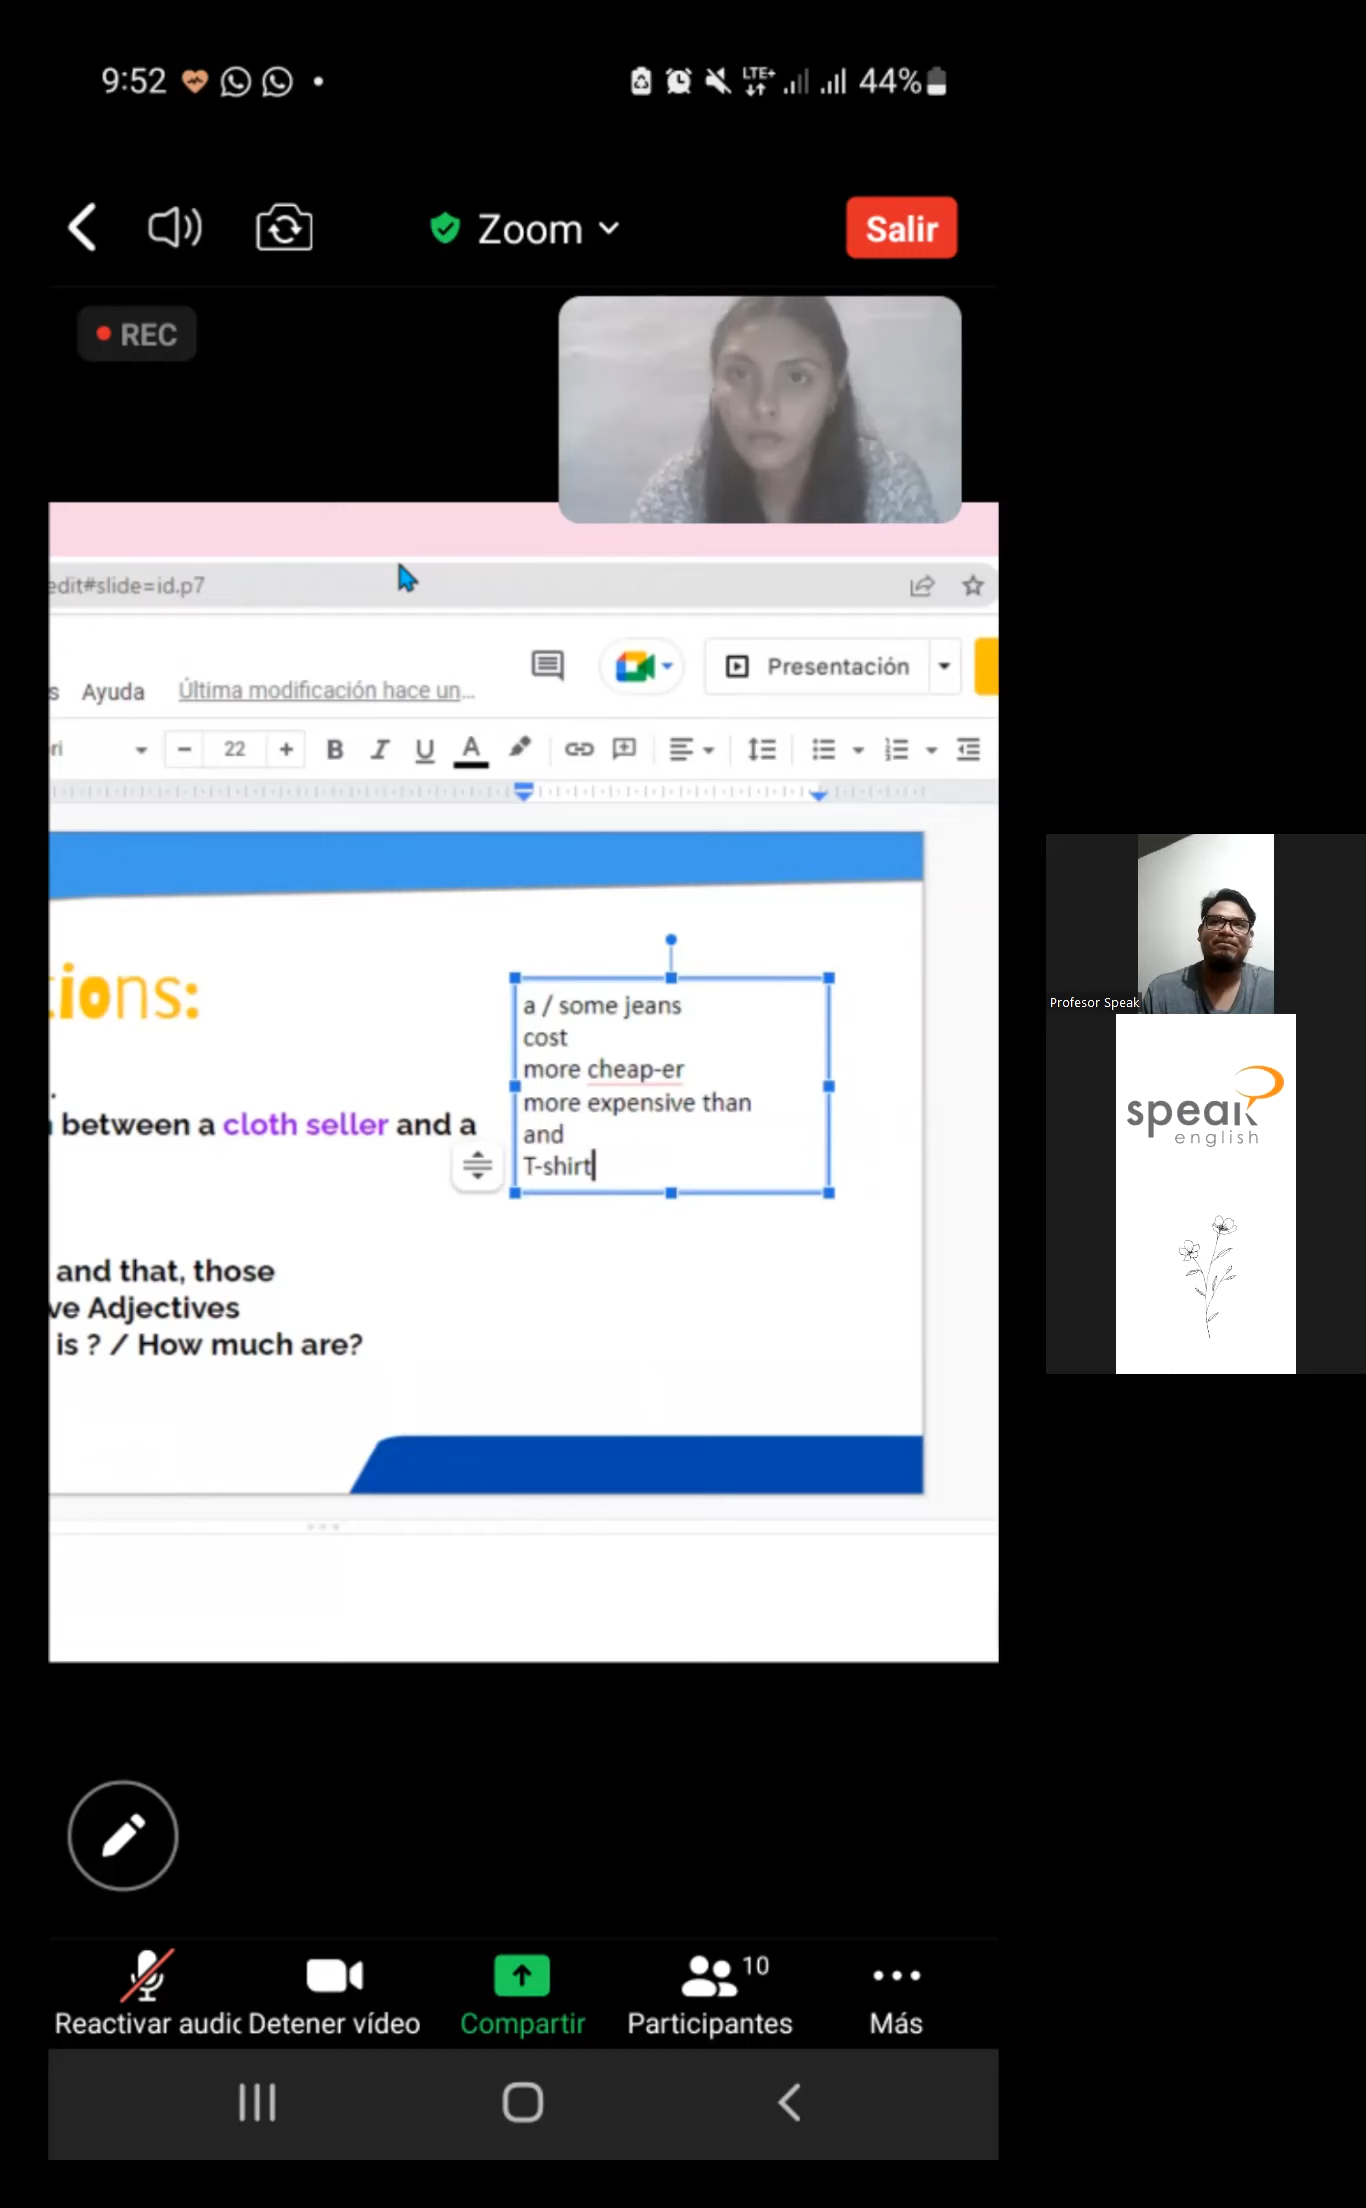 9:52
LTE+
44%
Zoom
Salir
REC
edit#slide=id.p7
Presentación
Ayuda
Última modificación hace un...
22
B I U A
ions:
a / some jeans
cost
more cheap-er
more expensive than
and
T-shirt
between a cloth seller and a
and that, those
ve Adjectives
is ? / How much are?
Profesor Speak
speak
english
Reactivar audio
Detener vídeo
Compartir
10
Participantes
Más